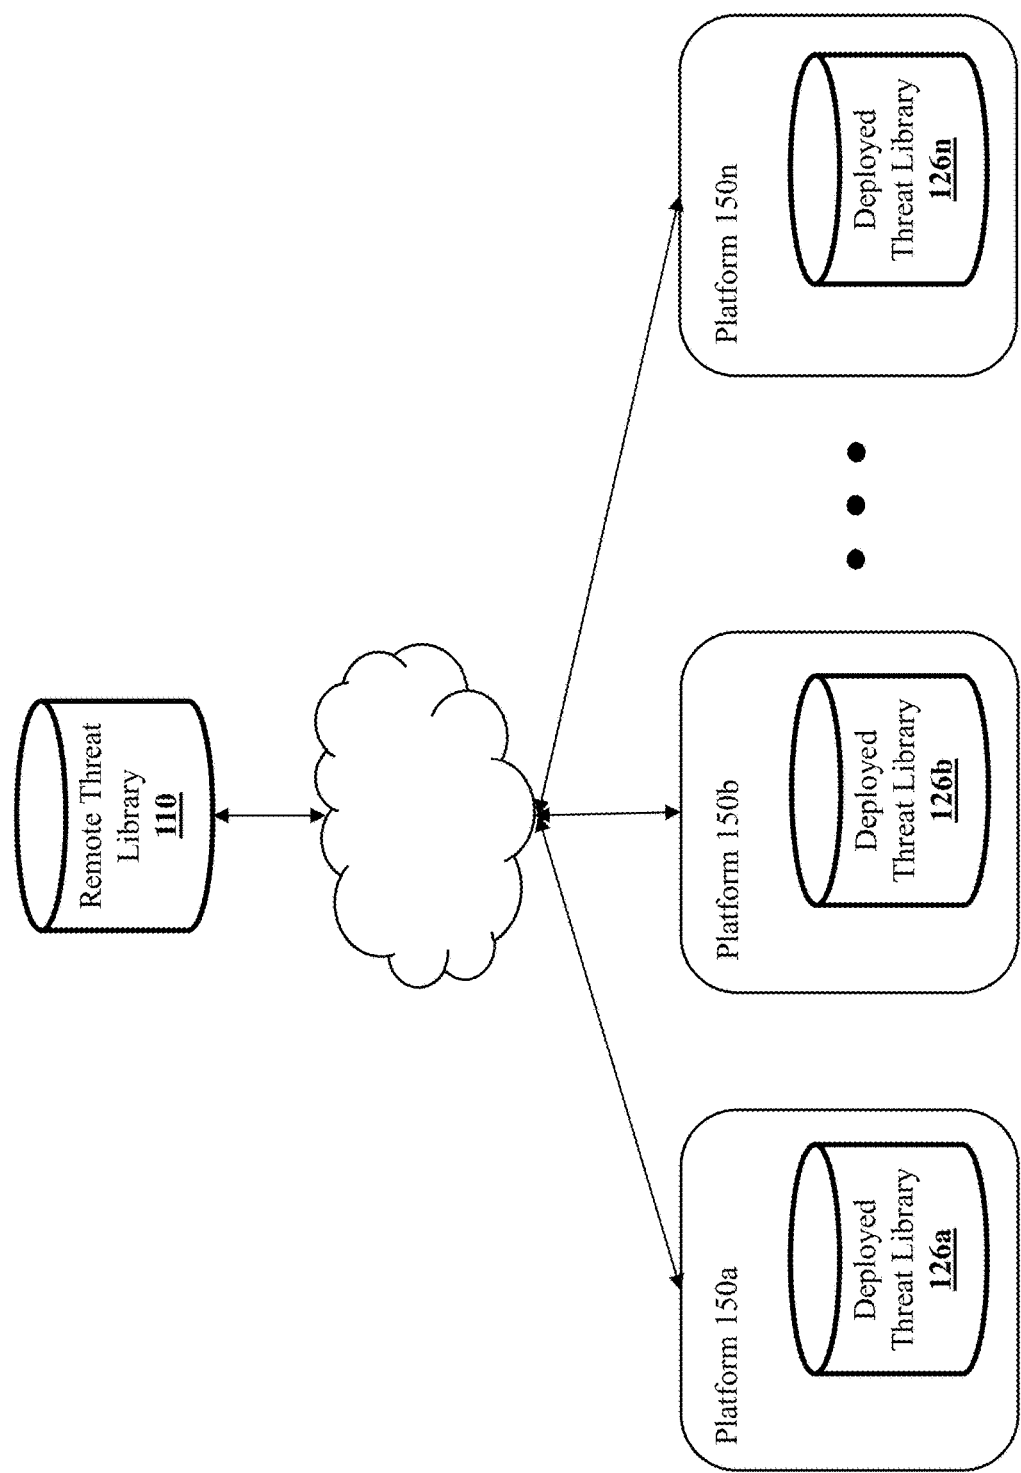 Remote Threat
Library
110
Platform 150a
Deployed
Threat Library
126a
Platform 150b
Deployed
Threat Library
126b
Platform 150n
Deployed
Threat Library
126n